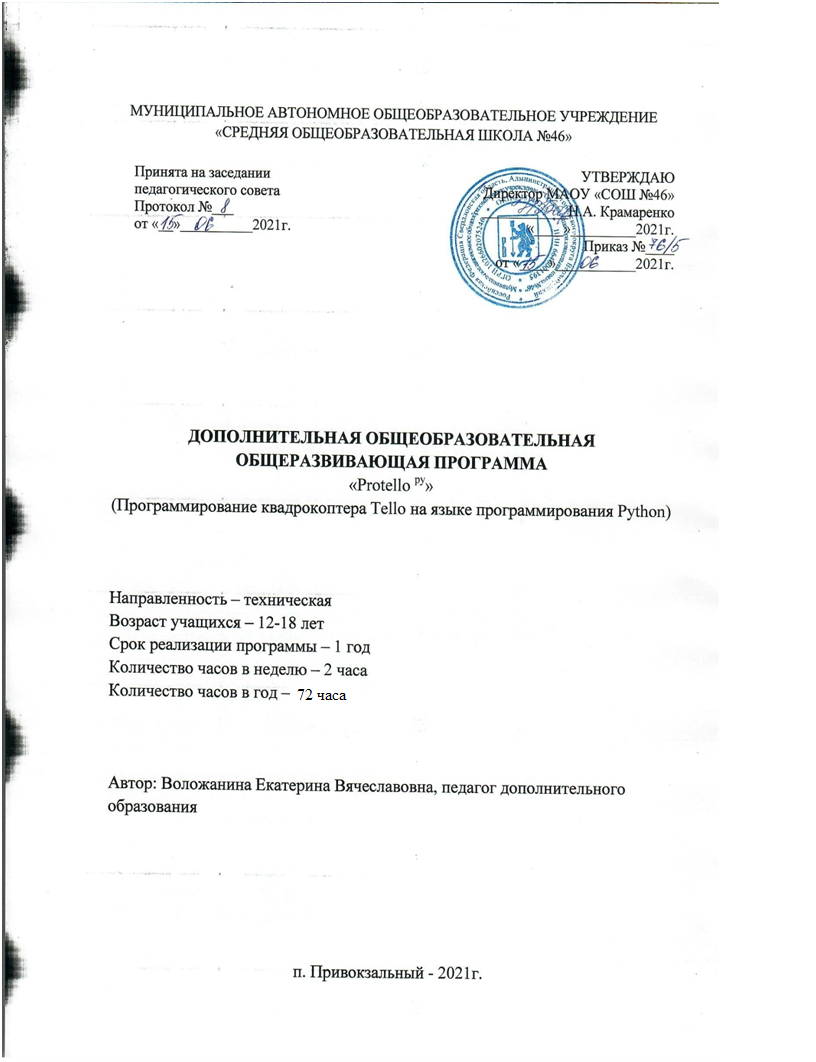 МУНИЦИПАЛЬНОЕ АВТОНОМНОЕ ОБЩЕОБРАЗОВАТЕЛЬНОЕ УЧРЕЖДЕНИЕ
«СРЕДНЯЯ ОБЩЕОБРАЗОВАТЕЛЬНАЯ ШКОЛА №46»
Принята на заседании
педагогического совета
Протокол № 8
от «15» 06 2021г.
УТВЕРЖДАЮ
Директор МАОУ «СОШ №46»
Н.А. Крамаренко
«____»__________2021г.
Приказ № 76/5
от «15» 06 2021г.
ДОПОЛНИТЕЛЬНАЯ ОБЩЕОБРАЗОВАТЕЛЬНАЯ
ОБЩЕРАЗВИВАЮЩАЯ ПРОГРАММА
«Protello py»
(Программирование квадрокоптера Tello на языке программирования Python)
Направленность – техническая
Возраст учащихся – 12-18 лет
Срок реализации программы – 1 год
Количество часов в неделю – 2 часа
Количество часов в год – 72 часа
Автор: Воложанина Екатерина Вячеславовна, педагог дополнительного
образования
п. Привокзальный - 2021г.